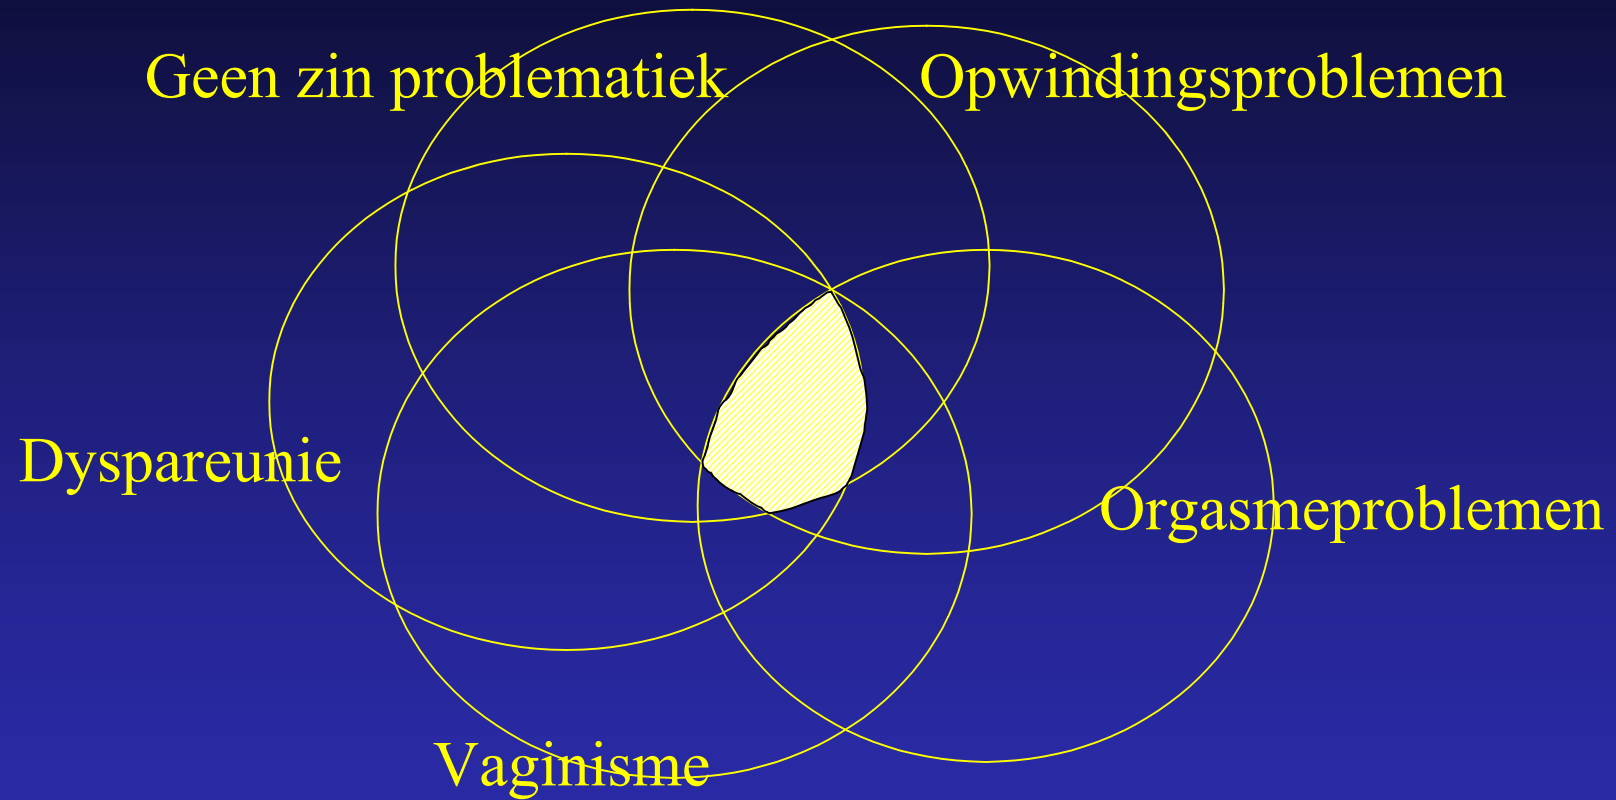 Geen zin problematiek
Opwindingsproblemen
Dyspareunie
Orgasmeproblemen
Vaginisme